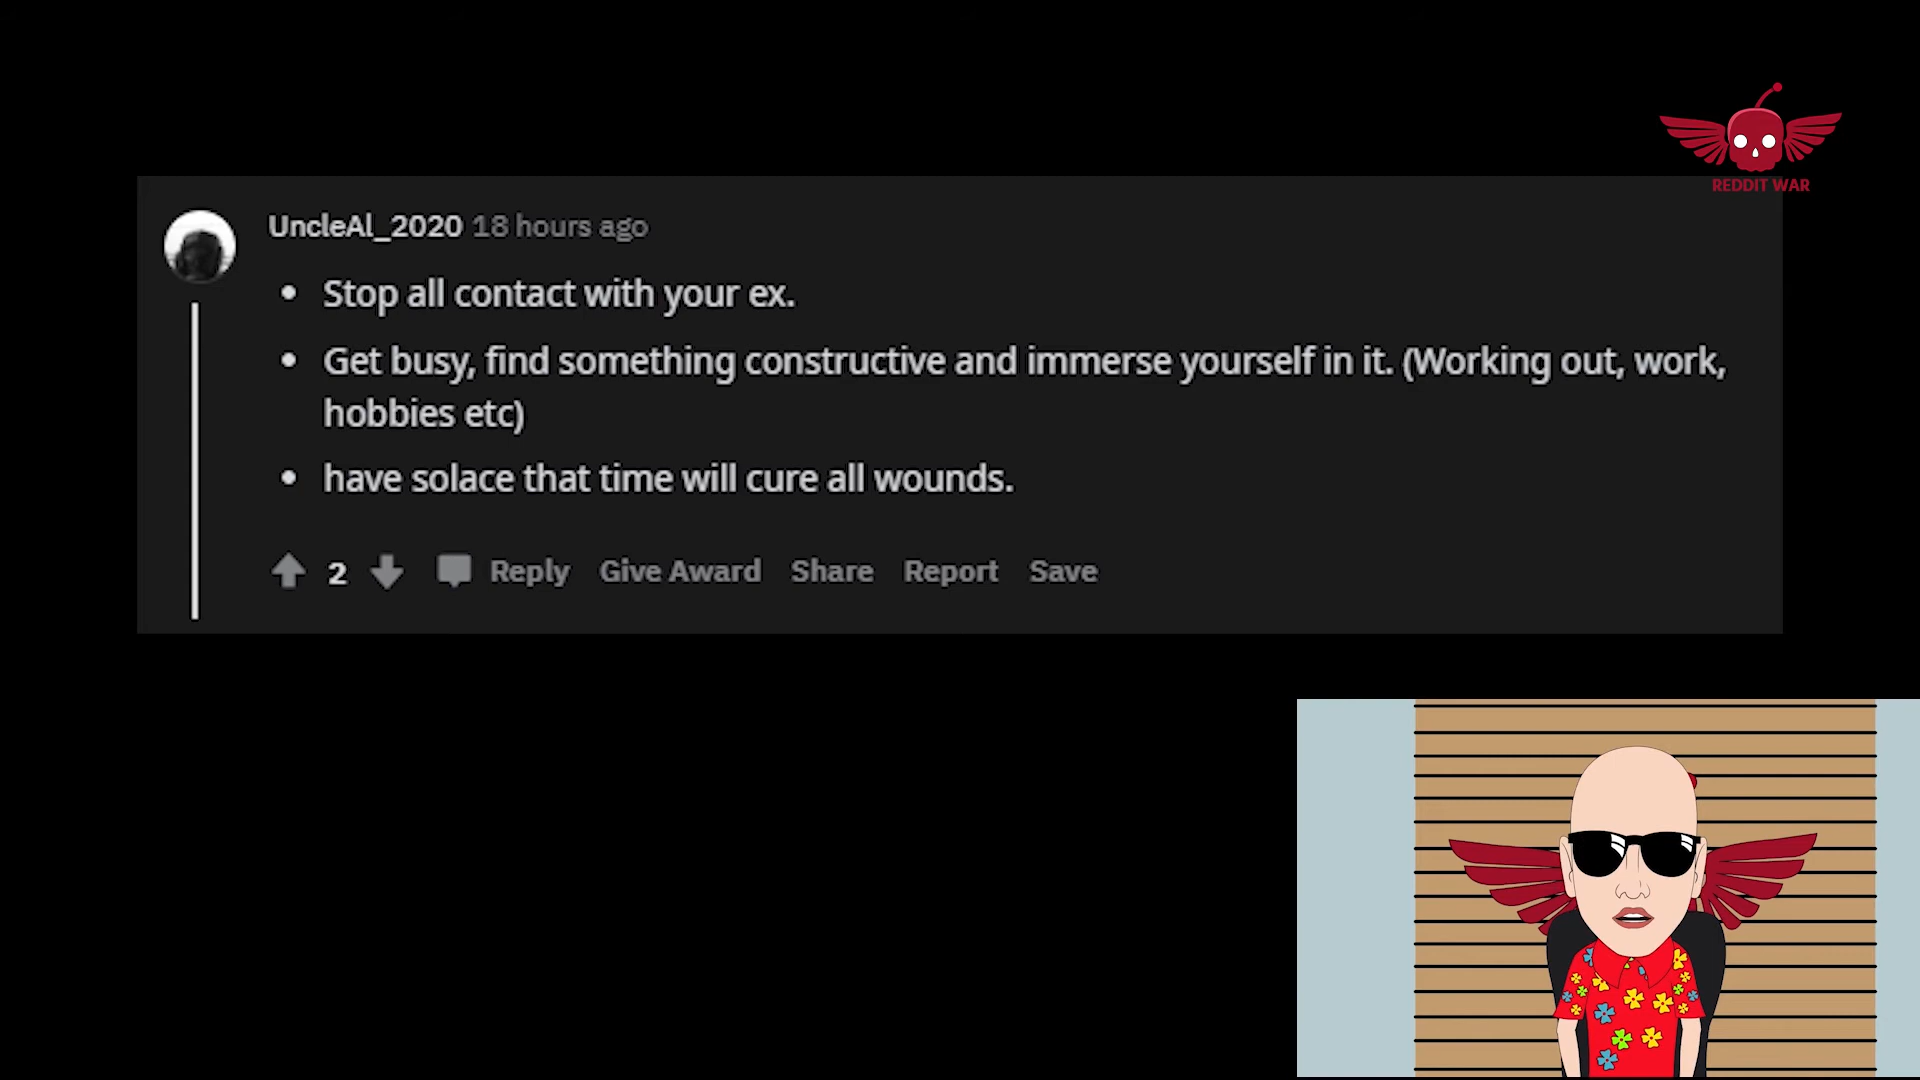 REDDIT WAR
UncleAl_2020 18 hours ago
• Stop all contact with your ex.
• Get busy, find something constructive and immerse yourself in it. (Working out, work,
hobbies etc)
• have solace that time will cure all wounds.
2 Reply Give Award Share Report Save